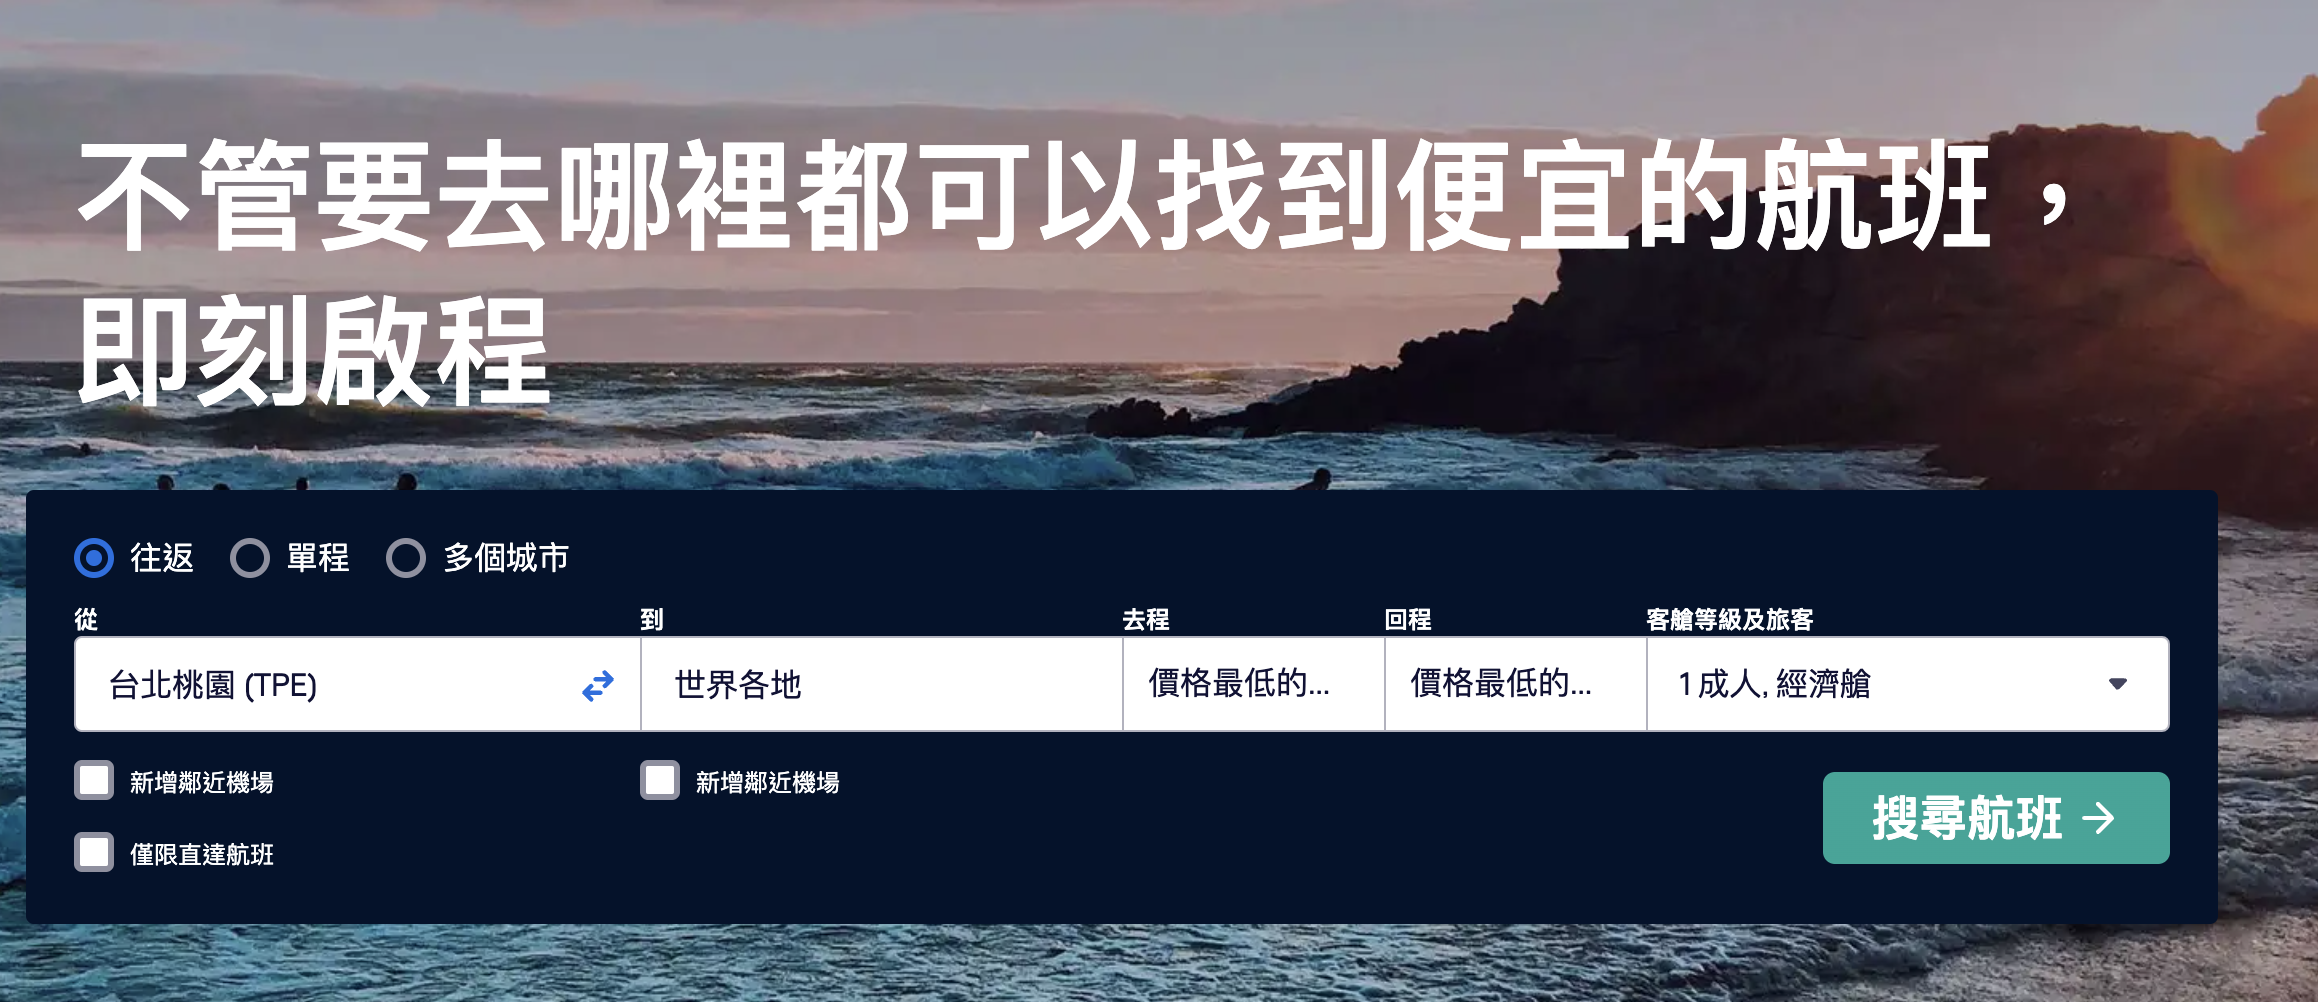 不管要去哪裡都可以找到便宜的航班，
即刻啟程
往返 單程 多個城市
從 到 去程 回程 客艙等級及旅客
台北桃園 (TPE) 世界各地 價格最低的... 價格最低的... 1 成人, 經濟艙
新增鄰近機場 新增鄰近機場
搜尋航班
僅限直達航班